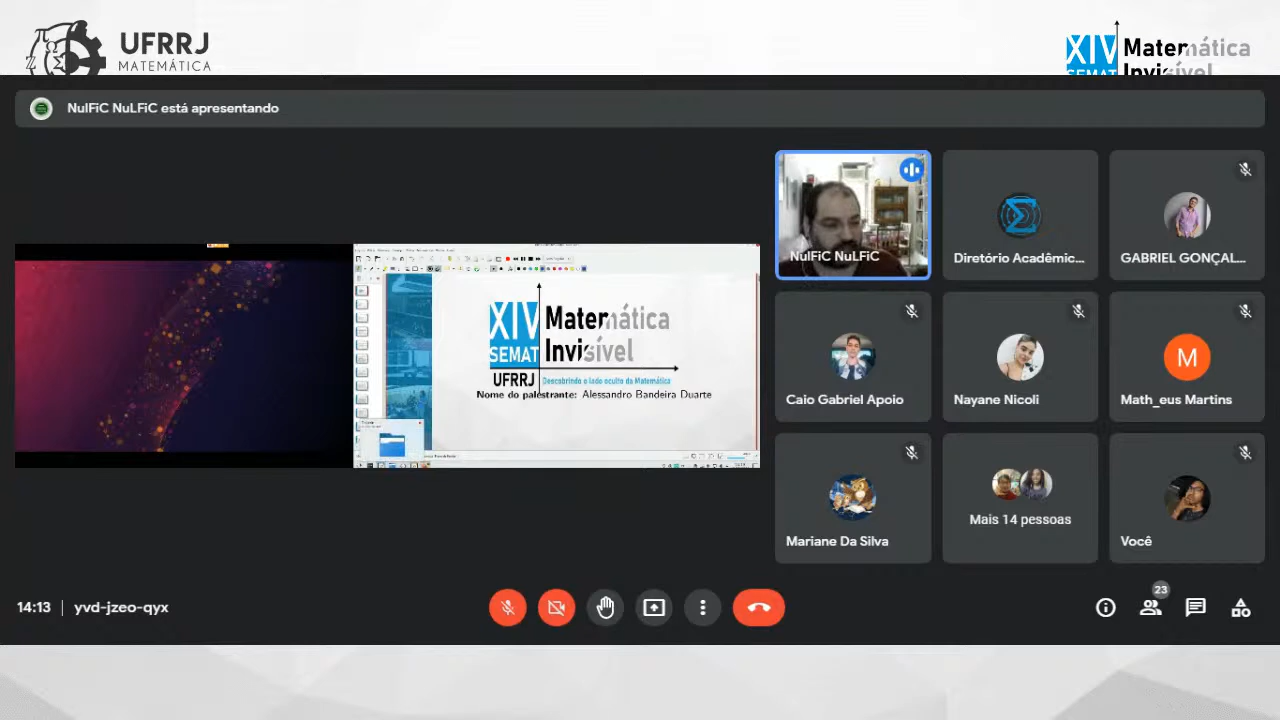 UFRRJ
MATEMÁTICA
XIV Matemática
SEMAT Invisível
NulFiC NuLFiC está apresentando
XIV Matemática
SEMAT Invisível
UFRRJ Descobrindo o lado oculto da Matemática
Nome do palestrante: Alessandro Bandeira Duarte
NulFiC NuLFiC
Diretório Acadêmic...
GABRIEL GONÇAL...
Caio Gabriel Apoio
Nayane Nicoli
M
Math_eus Martins
Mariane Da Silva
Mais 14 pessoas
Você
14:13 | yvd-jzeo-qyx
23